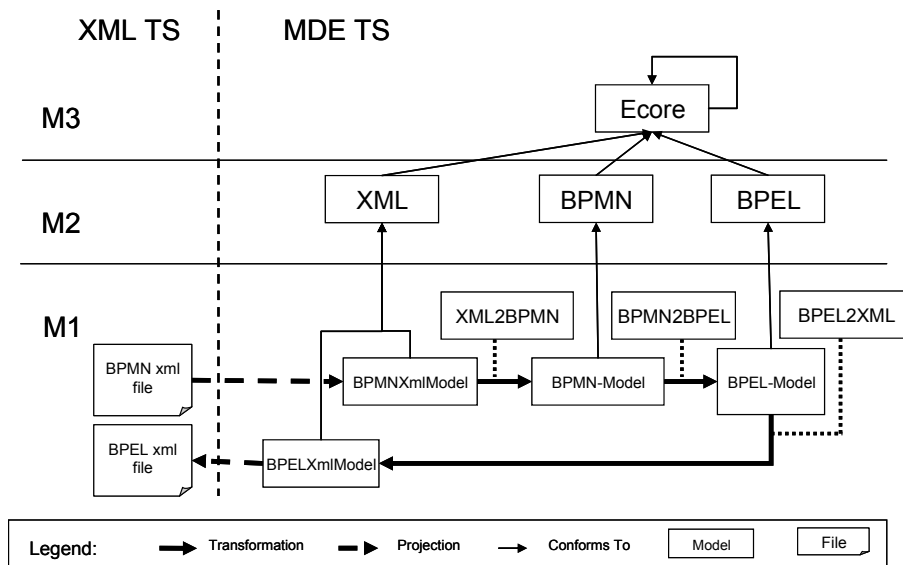 XML TS
MDE TS
M3
Ecore
M2
XML
BPMN
BPEL
M1
XML2BPMN
BPMN2BPEL
BPEL2XML
BPMN xml
file
BPMNXmlModel
BPMN-Model
BPEL-Model
BPEL xml
file
BPELXmlModel
Legend:
Transformation
Projection
Conforms To
Model
File